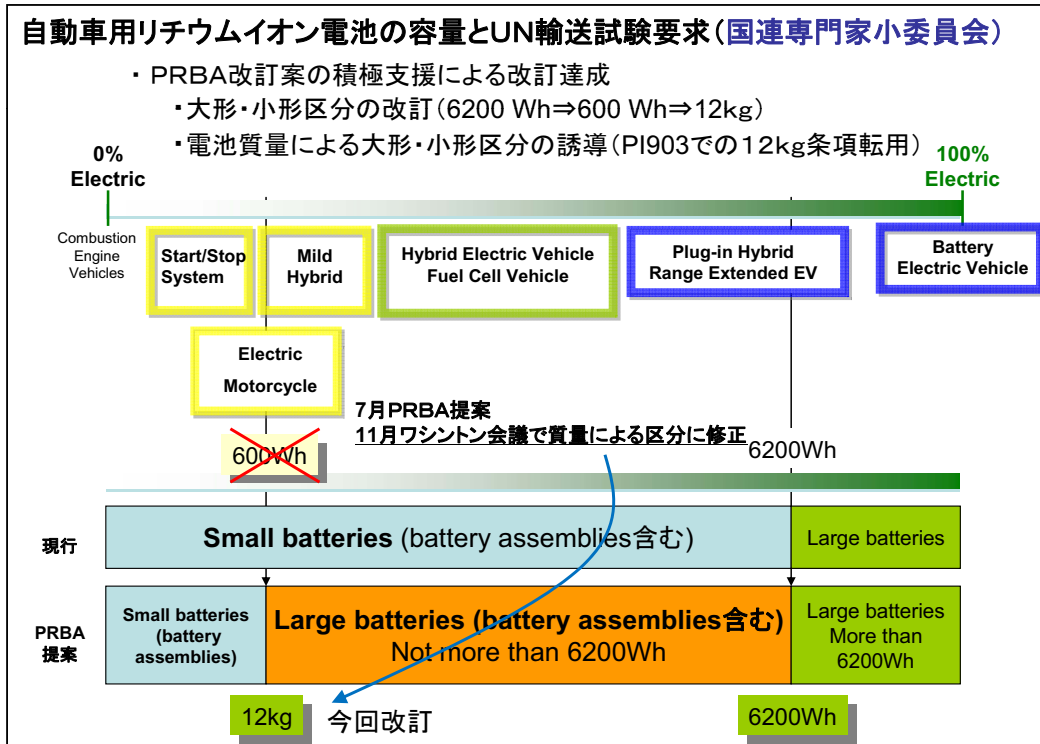 自動車用リチウムイオン電池の容量とUN輸送試験要求(国連専門家小委員会)
・ PRBA改訂案の積極支援による改訂達成
・大形・小形区分の改訂(6200 Wh⇒600 Wh⇒12kg)
・電池質量による大形・小形区分の誘導(PI903での12kg条項転用)
0%
Electric
100%
Electric
Combustion
Engine
Vehicles
Start/Stop
System
Mild
Hybrid
Hybrid Electric Vehicle
Fuel Cell Vehicle
Plug-in Hybrid
Range Extended EV
Battery
Electric Vehicle
Electric
Motorcycle
7月PRBA提案
11月ワシントン会議で質量による区分に修正
600Wh
6200Wh
現行
Small batteries (battery assemblies含む)
Large batteries
PRBA
提案
Small batteries
(battery
assemblies)
Large batteries (battery assemblies含む)
Not more than 6200Wh
Large batteries
More than
6200Wh
12kg
今回改訂
6200Wh